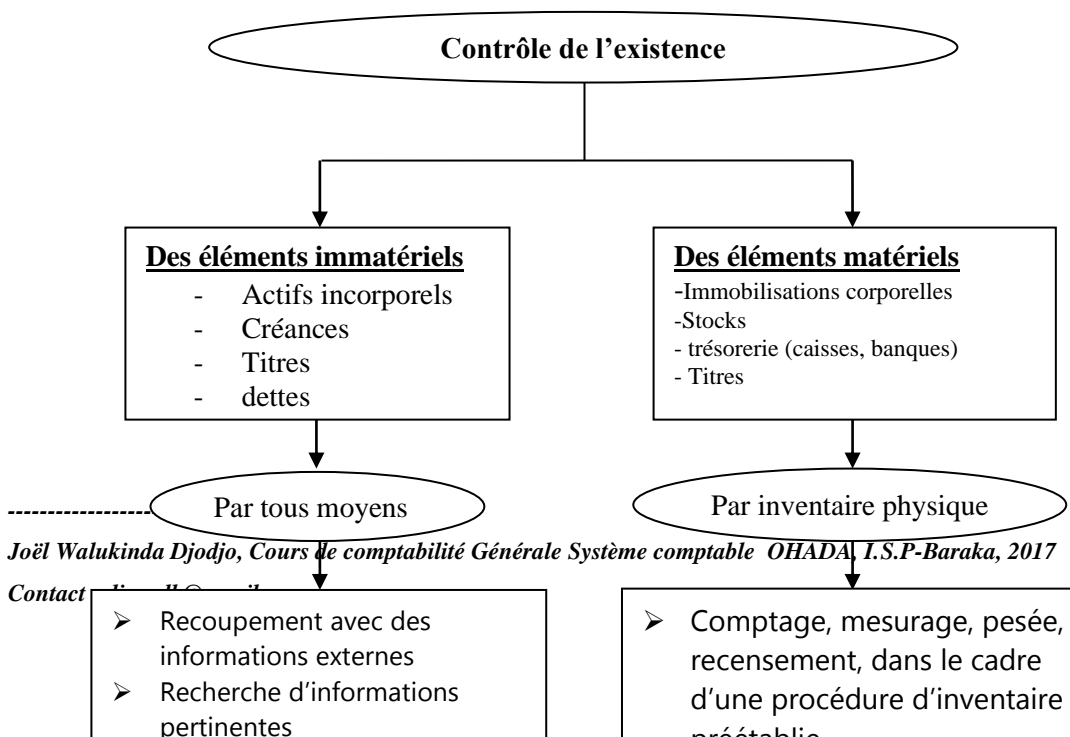 Contrôle de l’existence
Des éléments immatériels
- Actifs incorporels
- Créances
- Titres
- dettes
Des éléments matériels
-Immobilisations corporelles
-Stocks
- trésorerie (caisses, banques)
- Titres
Par tous moyens
Par inventaire physique
------------------
Joël Walukinda Djodjo, Cours de comptabilité Générale Système comptable OHADA, I.S.P-Baraka, 2017
Contact
➢ Recoupement avec des
informations externes
➢ Recherche d’informations
pertinentes
➢ Comptage, mesurage, pesée,
recensement, dans le cadre
d’une procédure d’inventaire
préétablie